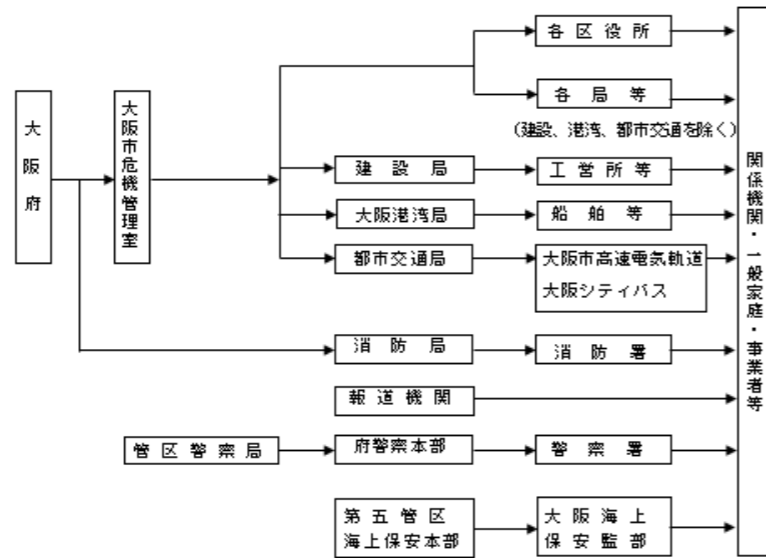 大阪府
大阪市危機管理室
各区役所
各局等
(建設、港湾、都市交通を除く)
建設局
工営所等
大阪港湾局
船舶等
都市交通局
大阪市高速電気軌道
大阪シティバス
消防局
消防署
報道機関
管区警察局
府警察本部
警察署
第五管区
海上保安本部
大阪海上
保安監部
関係機関・一般家庭・事業者等